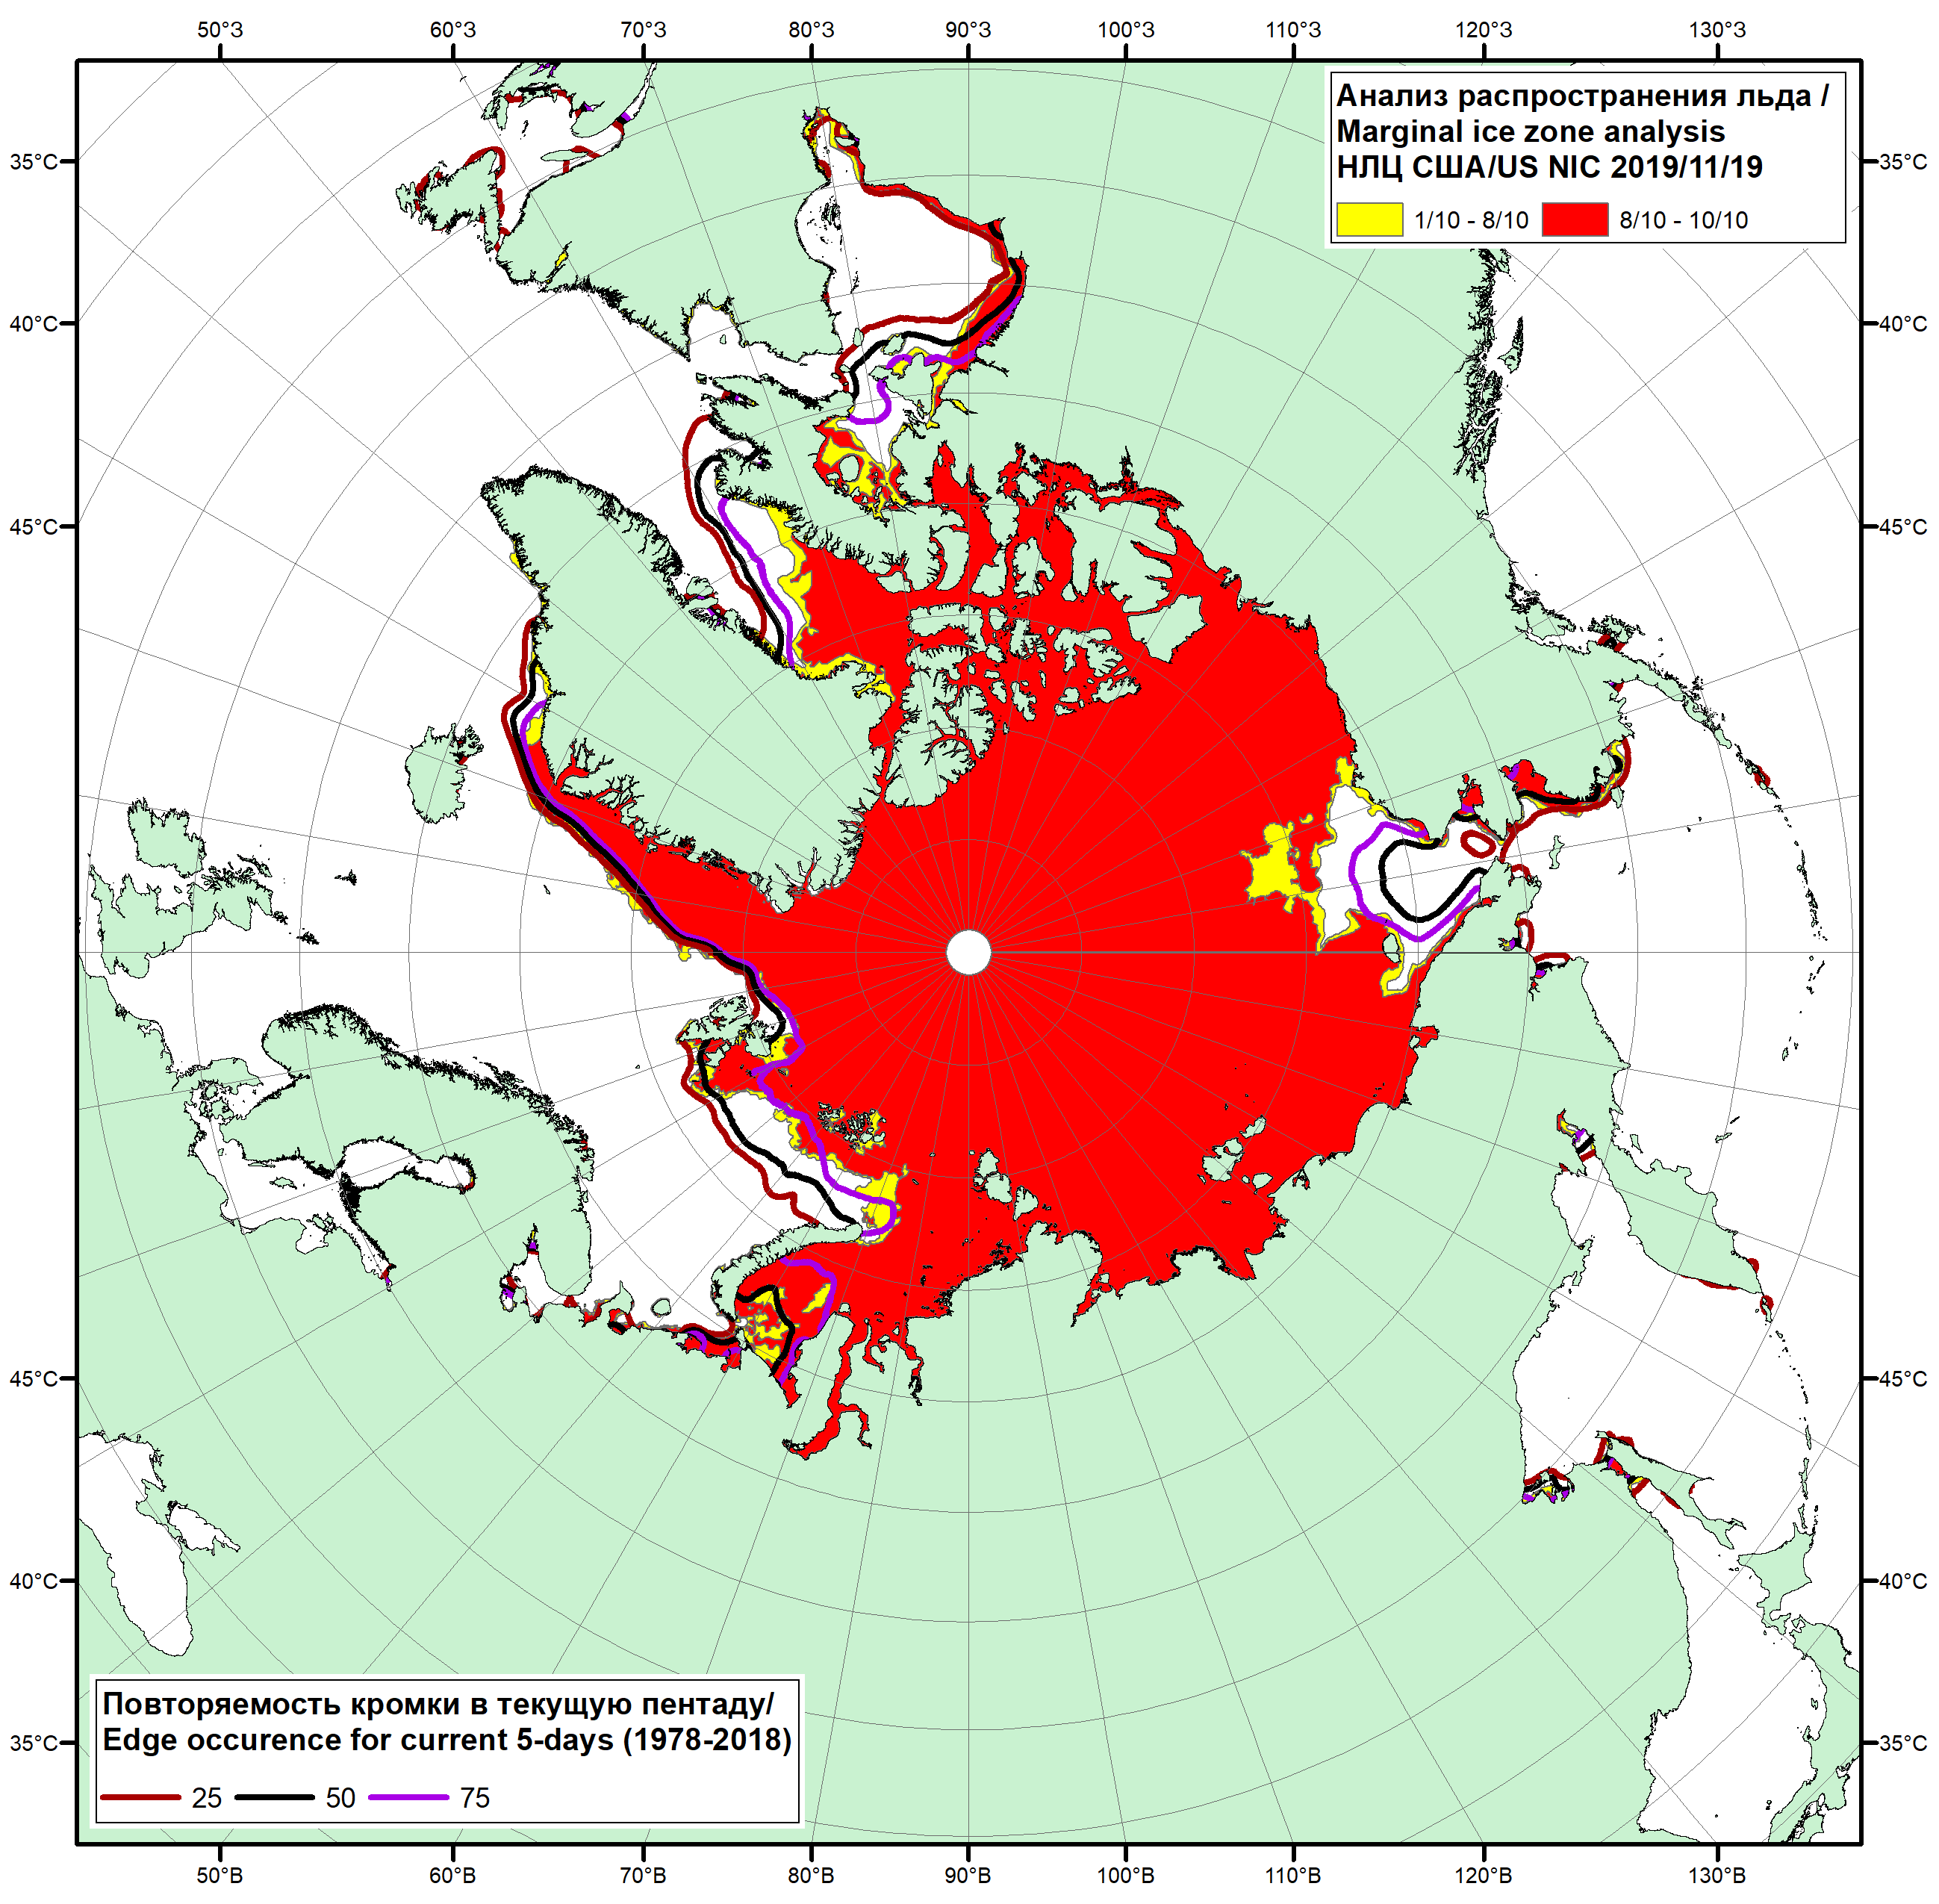 50°З 60°З 70°З 80°З 90°З 100°З 110°З 120°З 130°З
Анализ распространения льда /
Marginal ice zone analysis
НЛЦ США/US NIC 2019/11/19
1/10 - 8/10 8/10 - 10/10
35°С 35°С
40°С 40°С
45°С 45°С
45°С 45°С
40°С 40°С
35°С 35°С
Повторяемость кромки в текущую пентаду/
Edge occurence for current 5-days (1978-2018)
25 50 75
50°В 60°В 70°В 80°В 90°В 100°В 110°В 120°В 130°В